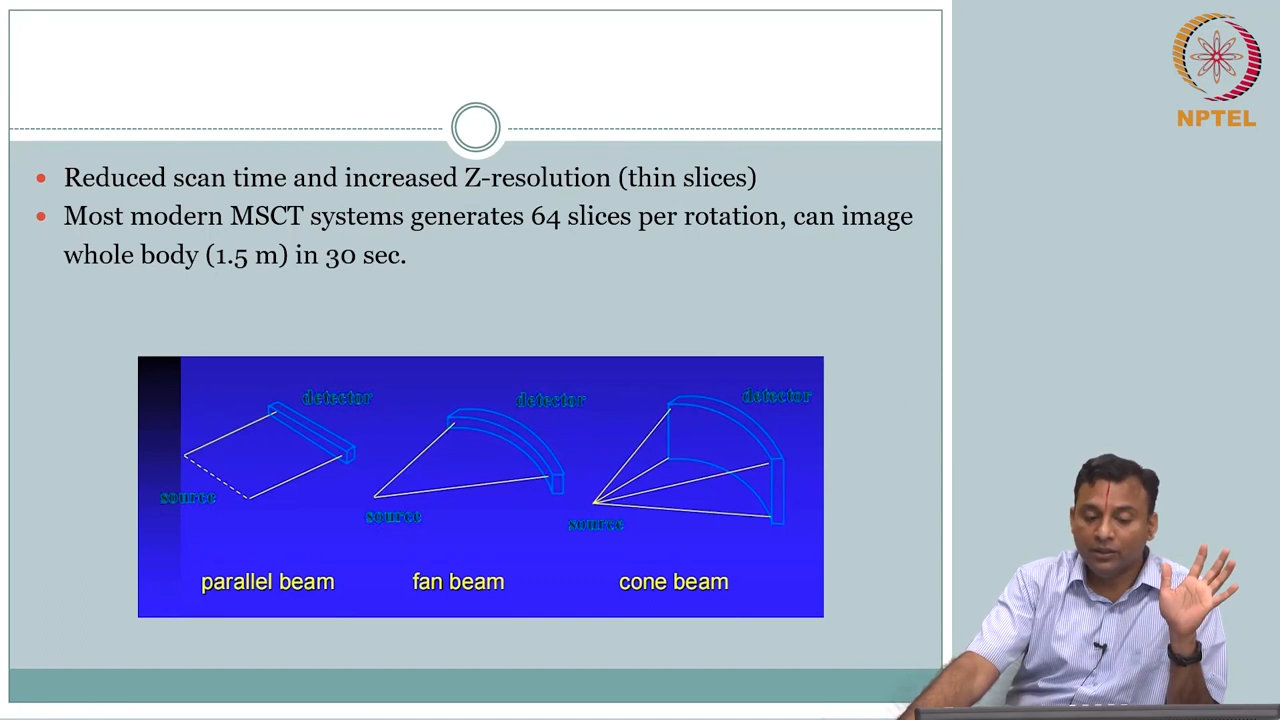 NPTEL
Reduced scan time and increased Z-resolution (thin slices)
Most modern MSCT systems generates 64 slices per rotation, can image
whole body (1.5 m) in 30 sec.
detector
detector
detector
source
source
source
parallel beam
fan beam
cone beam